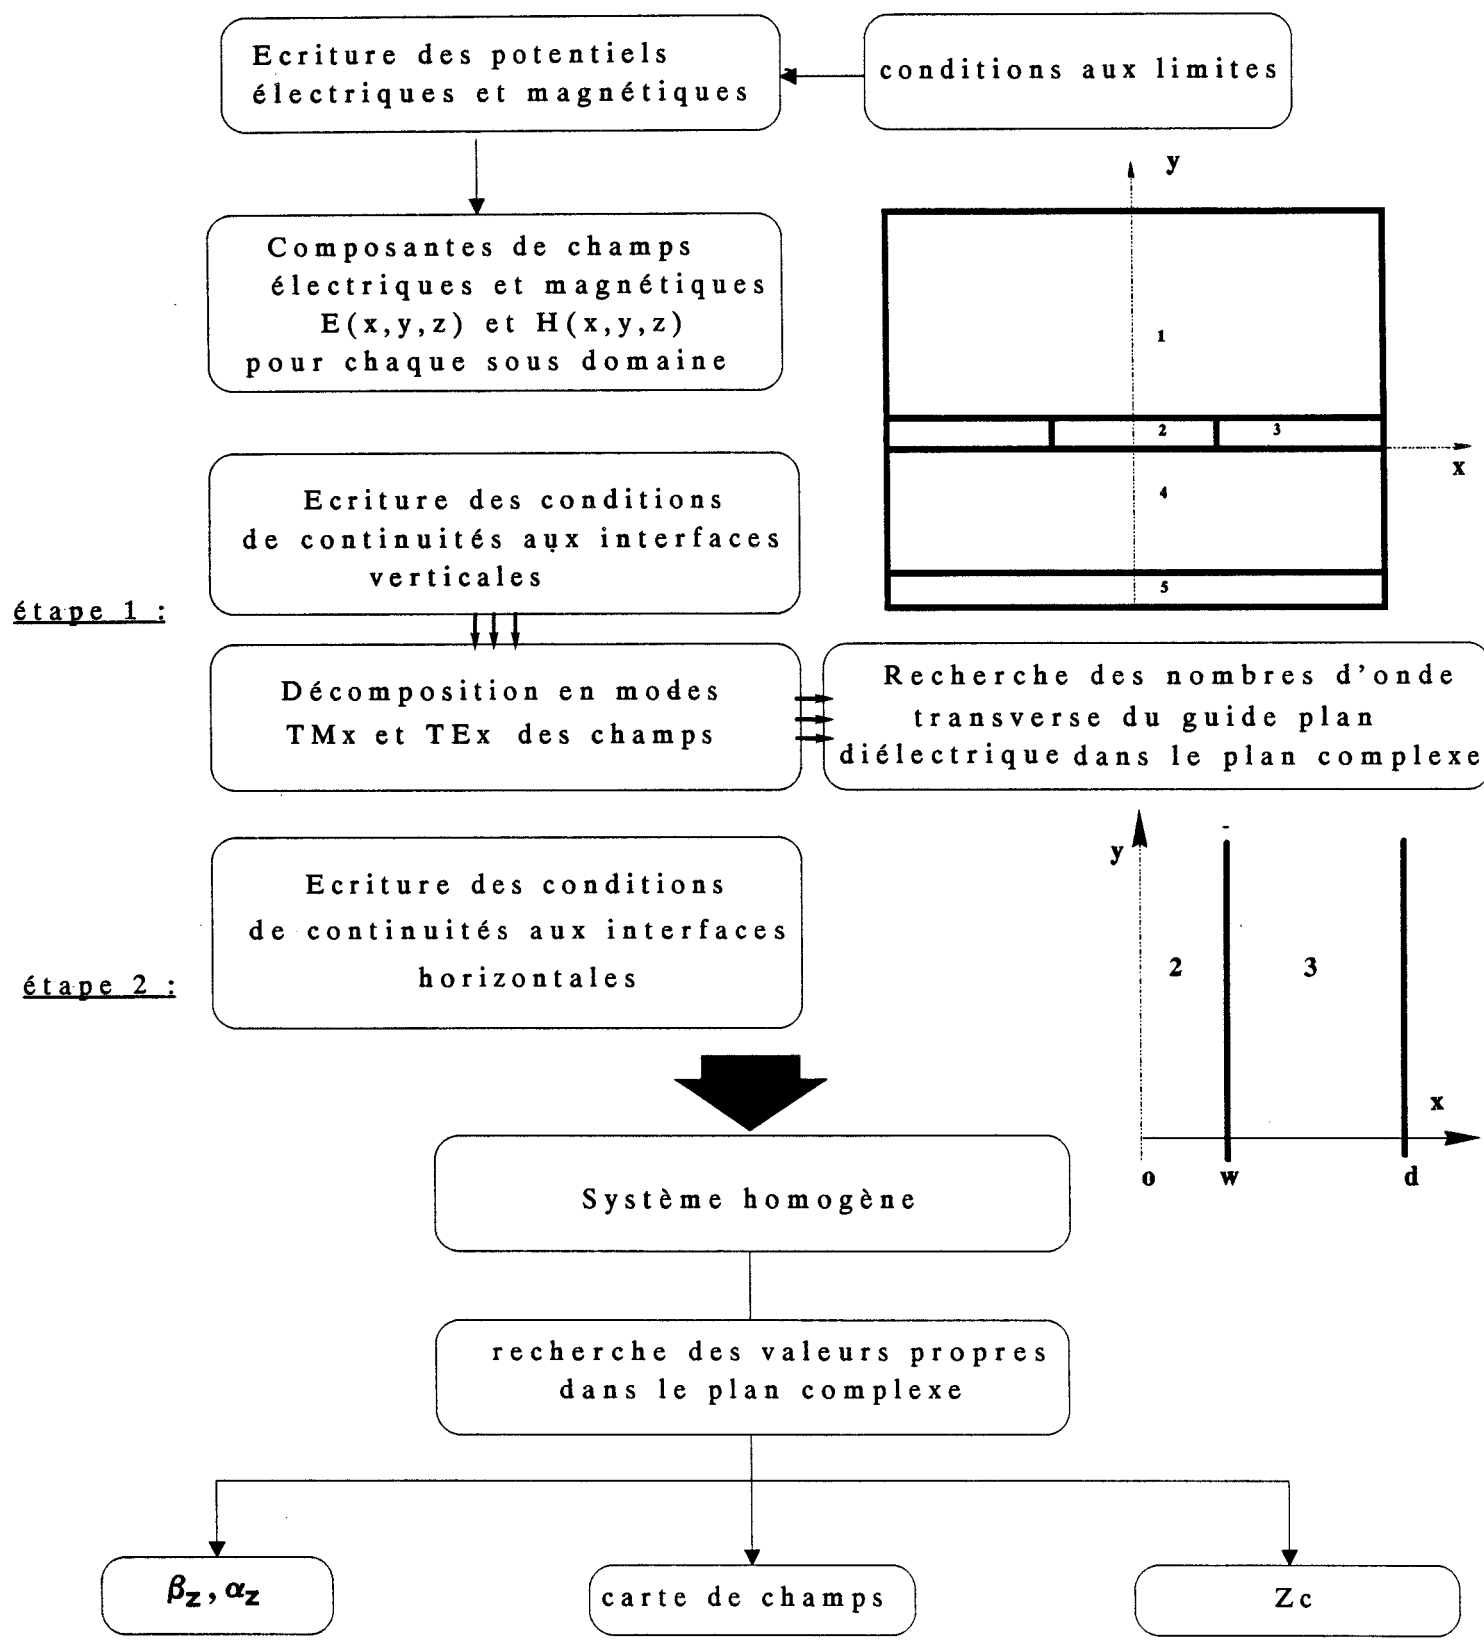 Ecriture des potentiels
électriques et magnétiques
conditions aux limites
Composantes de champs
électriques et magnétiques
E(x,y,z) et H(x,y,z)
pour chaque sous domaine
y
1
2
3
x
4
5
Ecriture des conditions
de continuités aux interfaces
verticales
étape 1 :
Décomposition en modes
TMx et TEx des champs
Recherche des nombres d'onde
transverse du guide plan
diélectrique dans le plan complexe
Ecriture des conditions
de continuités aux interfaces
horizontales
étape 2 :
y
2
3
x
o
w
d
Système homogène
recherche des valeurs propres
dans le plan complexe
βz, αz
carte de champs
Zc